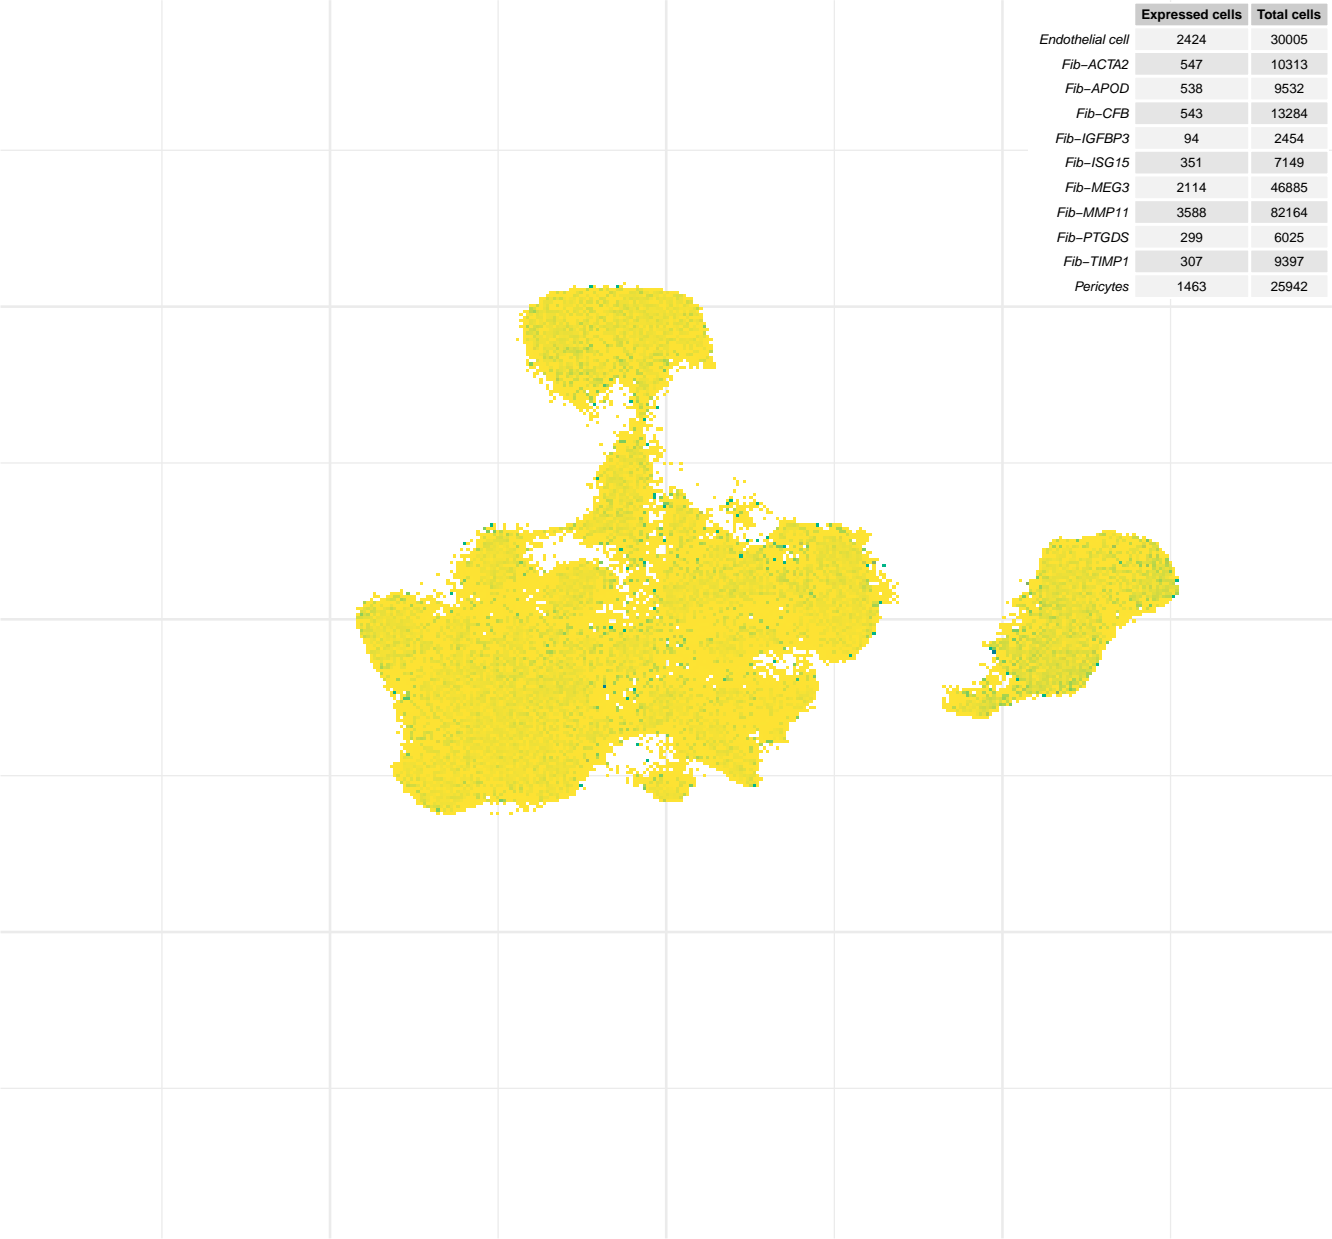 Expressed cells Total cells
Endothelial cell 2424 30005
Fib−ACTA2 547 10313
Fib−APOD 538 9532
Fib−CFB 543 13284
Fib−IGFBP3 94 2454
Fib−ISG15 351 7149
Fib−MEG3 2114 46885
Fib−MMP11 3588 82164
Fib−PTGDS 299 6025
Fib−TIMP1 307 9397
Pericytes 1463 25942